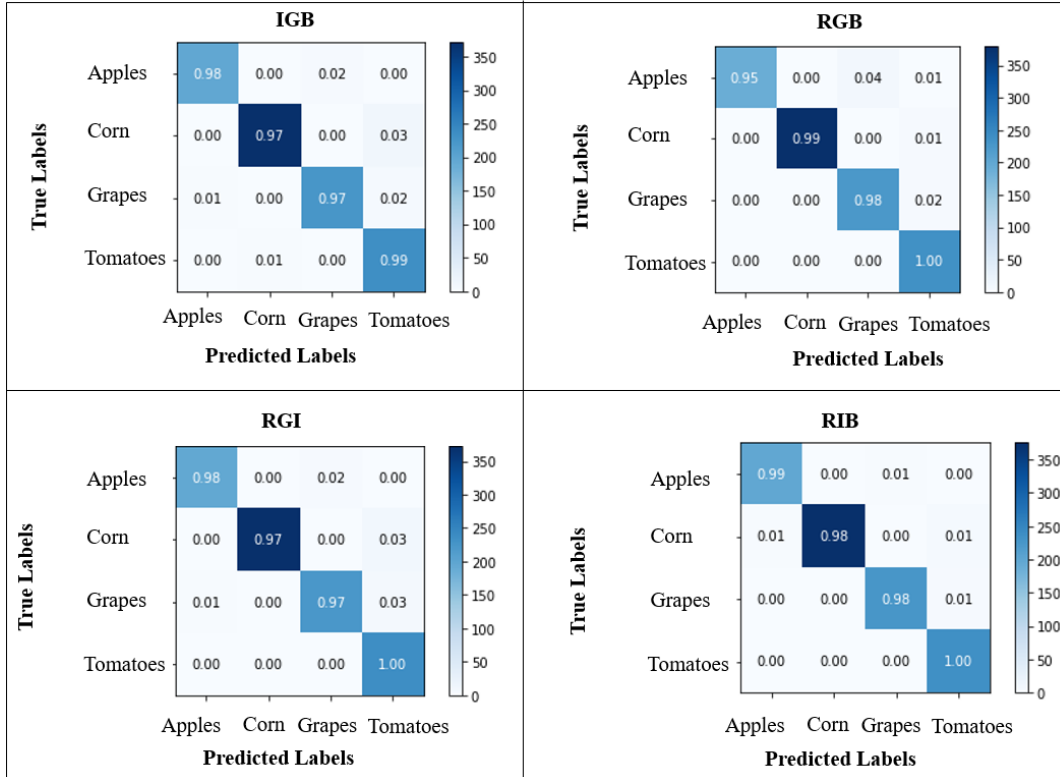 IGB
Apples 0.98 0.00 0.02 0.00
Corn 0.00 0.97 0.00 0.03
Grapes 0.01 0.00 0.97 0.02
Tomatoes 0.00 0.01 0.00 0.99
350
300
250
200
150
100
50
0
True Labels
Apples Corn Grapes Tomatoes
Predicted Labels
RGB
Apples 0.95 0.00 0.04 0.01
Corn 0.00 0.99 0.00 0.01
Grapes 0.00 0.00 0.98 0.02
Tomatoes 0.00 0.00 0.00 1.00
350
300
250
200
150
100
50
0
True Labels
Apples Corn Grapes Tomatoes
Predicted Labels
RGI
Apples 0.98 0.00 0.02 0.00
Corn 0.00 0.97 0.00 0.03
Grapes 0.01 0.00 0.97 0.03
Tomatoes 0.00 0.00 0.00 1.00
350
300
250
200
150
100
50
0
True Labels
Apples Corn Grapes Tomatoes
Predicted Labels
RIB
Apples 0.99 0.00 0.01 0.00
Corn 0.01 0.98 0.00 0.01
Grapes 0.00 0.00 0.98 0.01
Tomatoes 0.00 0.00 0.00 1.00
350
300
250
200
150
100
50
0
True Labels
Apples Corn Grapes Tomatoes
Predicted Labels